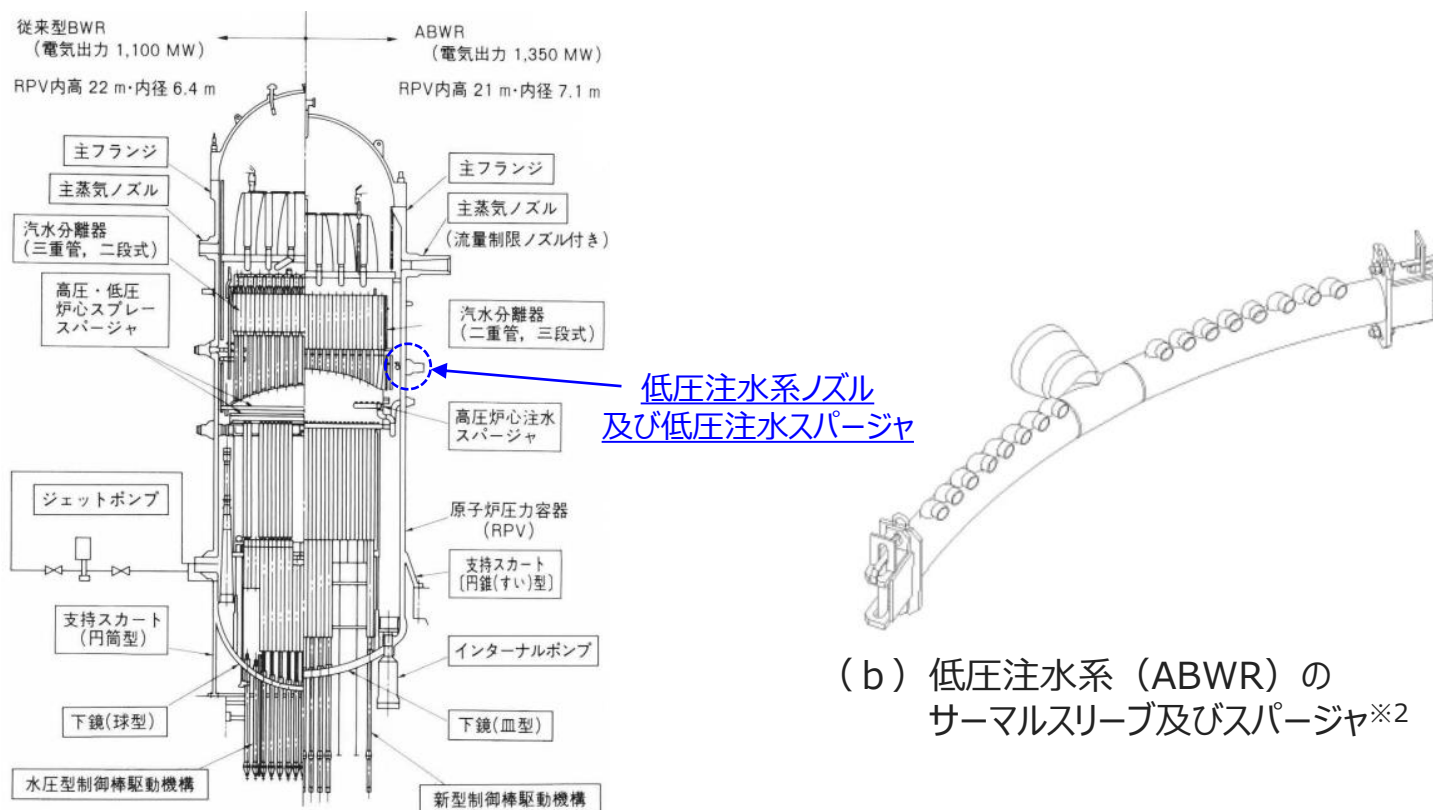 従来型BWR
(電気出力 1,100 MW)
RPV内高 22 m・内径 6.4 m
ABWR
(電気出力 1,350 MW)
RPV内高 21 m・内径 7.1 m
主フランジ
主蒸気ノズル
汽水分離器
(三重管，二段式)
高圧・低圧
炉心スプレー
スパージャ
ジェットポンプ
支持スカート
(円筒型)
下鏡(球型)
水圧型制御棒駆動機構
主フランジ
主蒸気ノズル
(流量制限ノズル付き)
汽水分離器
(二重管，三段式)
低圧注水系ノズル
及び低圧注水スパージャ
高圧炉心注水
スパージャ
原子炉圧力容器
(RPV)
支持スカート
〔円錐(すい)型〕
インターナルポンプ
下鏡(皿型)
新型制御棒駆動機構
（ｂ）低圧注水系（ABWR）の
サーマルスリーブ及びスパージャ※2